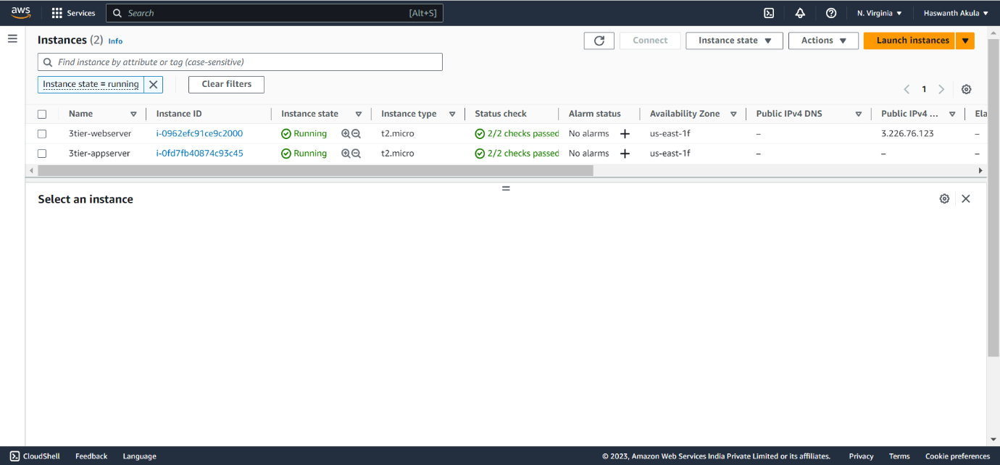 aws Services Search [Alt+S] N. Virginia Haswanth Akula
Instances (2) Info Connect Instance state Actions Launch instances
Find instance by attribute or tag (case-sensitive)
Instance state = running Clear filters
1
Name Instance ID Instance state Instance type Status check Alarm status Availability Zone Public IPv4 DNS Public IPv4 ... Ela
3tier-webserver i-0962efc91ce9c2000 Running t2.micro 2/2 checks passed No alarms + us-east-1f – 3.226.76.123 –
3tier-appserver i-0fd7fb40874c93c45 Running t2.micro 2/2 checks passed No alarms + us-east-1f – – –
Select an instance
CloudShell Feedback Language © 2023, Amazon Web Services India Private Limited or its affiliates. Privacy Terms Cookie preferences